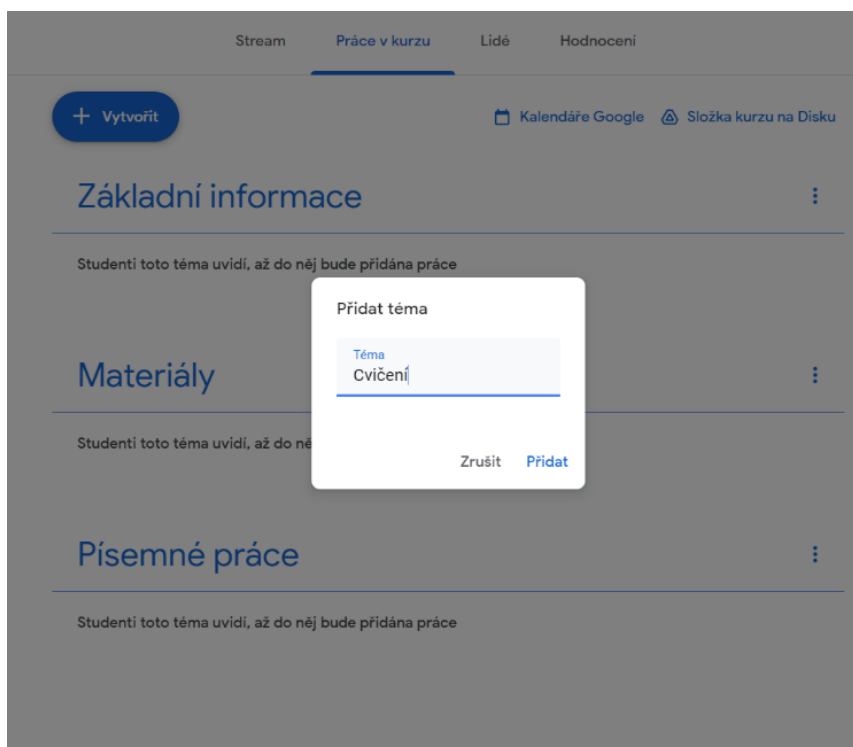 Stream Práce v kurzu Lidé Hodnocení
Vytvořit Kalendáře Google Složka kurzu na Disku
Základní informace
Studenti toto téma uvidí, až do něj bude přidána práce
Přidat téma
Téma
Cvičení
Materiály
Studenti toto téma uvidí, až do ně
Zrušit Přidat
Písemné práce
Studenti toto téma uvidí, až do něj bude přidána práce